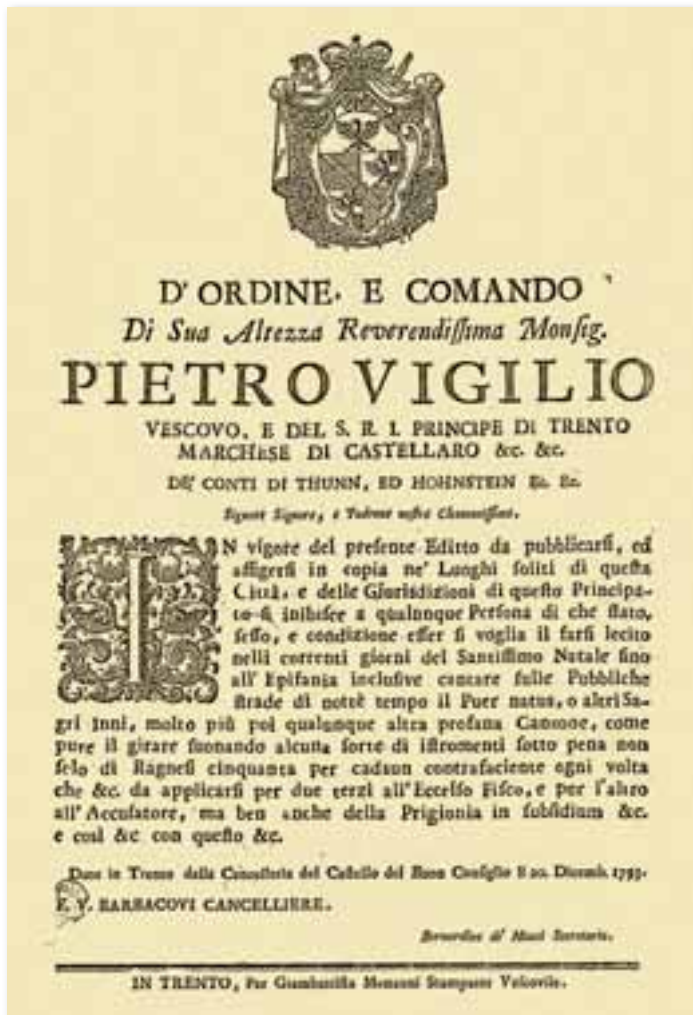 D'ORDINE, E COMANDO
Di Sua Altezza Reverendiſſima Monſig.
PIETRO VIGILIO
VESCOVO, E DEL S. R. I. PRINCIPE DI TRENTO
MARCHESE DI CASTELLARO &c. &c.
DE' CONTI DI THUNN, ED HOHNSTEIN &c. &c.
Signore Signore, e Padrone noſtro Clementiſſimo.
IN vigore del preſente Editto da pubblicarſi, ed
affigerſi in copia ne' Luoghi ſoliti di queſta
Città, e delle Giurisdizioni di queſto Principa-
to ſi inibiſce a qualunque Perſona di che ſtato,
ſeſſo, e condizione eſſer ſi voglia il farſi lecito
nelli correnti giorni del Santiſſimo Natale ſino
all' Epifania incluſive cantare ſulle Pubbliche
ſtrade di notte tempo il Puer natus, o altri Sa-
gri Inni, molto più poi qualunque altra profana Canzone, come
pure il girare ſuonando alcuna ſorte di iſtromenti ſotto pena non
ſolo di Ragneſi cinquanta per cadaun contrafaciente ogni volta
che &c. da applicarſi per due terzi all' Eccelſo Fiſco, e per l'altro
all' Accuſatore, ma ben anche della Prigionia in ſubſidium &c.
e così &c con queſto &c.
Dato in Trento dalla Cancelleria del Caſtello del Buon Conſiglio li 20. Dicemb. 1793.
F. V. BARBACOVI CANCELLIERE.
Bernardino de' Secretario.
IN TRENTO, Per Giambattiſta Monauni Stampator Veſcovile.